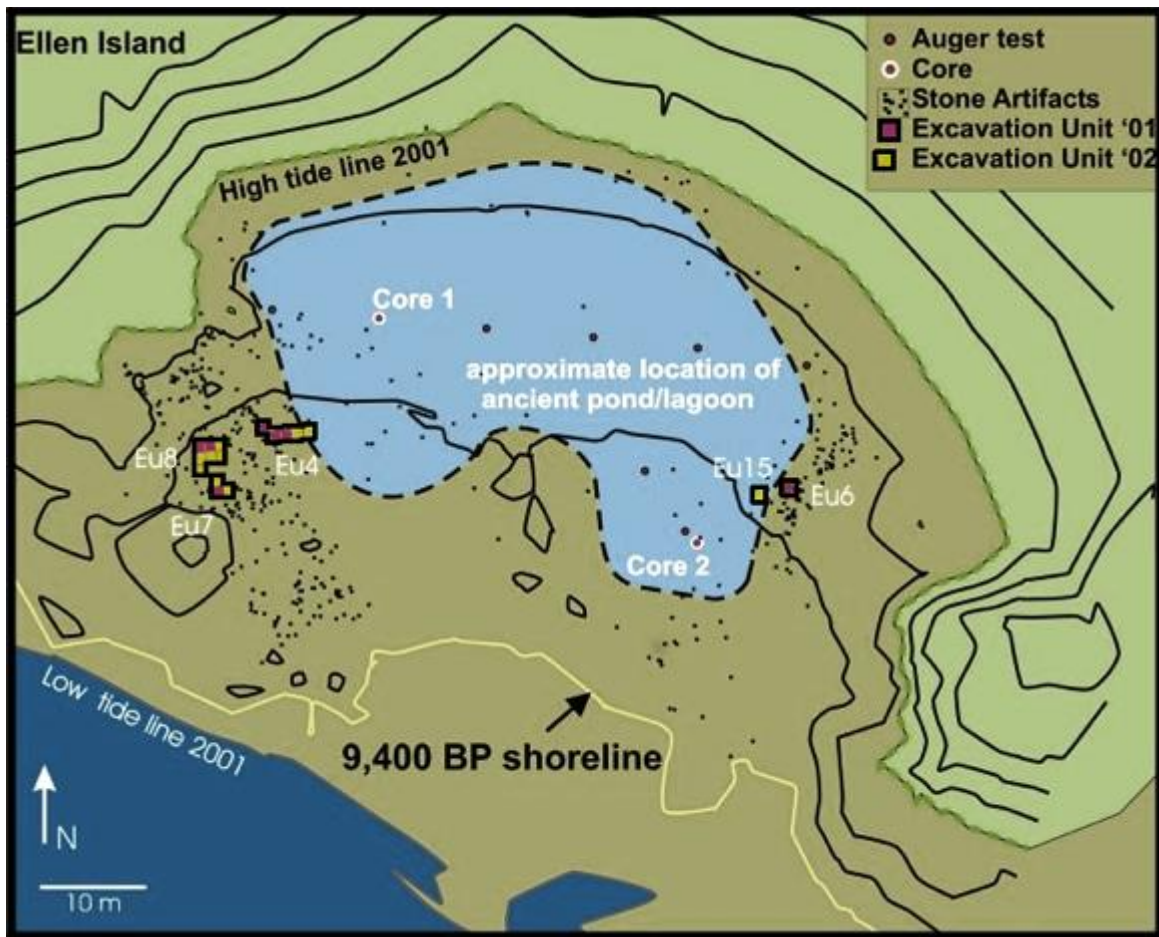 Ellen Island
Auger test
Core
Stone Artifacts
Excavation Unit '01
Excavation Unit '02
High tide line 2001
Core 1
approximate location of
ancient pond/lagoon
Eu8
Eu4
Eu15
Eu6
Eu7
Core 2
Low tide line 2001
9,400 BP shoreline
N
10 m